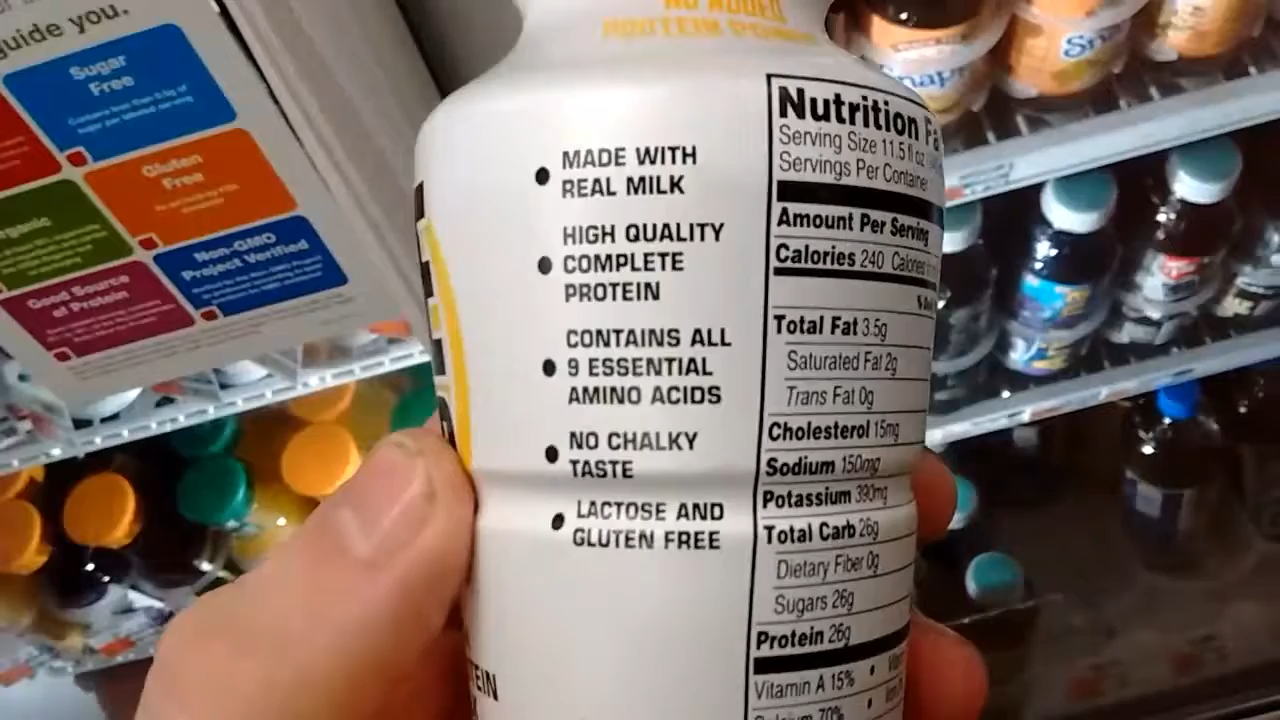 guide you.
Sugar
Free
Gluten
Free
Non-GMO
Project Verified
Good Source
of Protein
NO ADDED
PROTEIN
MADE WITH
REAL MILK
HIGH QUALITY
COMPLETE
PROTEIN
CONTAINS ALL
9 ESSENTIAL
AMINO ACIDS
NO CHALKY
TASTE
LACTOSE AND
GLUTEN FREE
Nutrition
Serving Size 11.5 fl oz
Servings Per Container
Amount Per Serving
Calories 240
Total Fat 3.5g
Saturated Fat 2g
Trans Fat 0g
Cholesterol 15mg
Sodium 150mg
Potassium 390mg
Total Carb 26g
Dietary Fiber 0g
Sugars 26g
Protein 26g
Vitamin A 15%
Calcium 70%